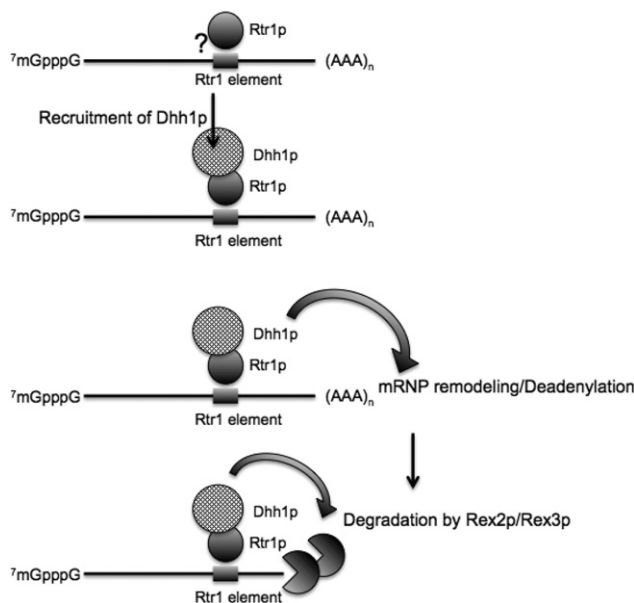 ? Rtr1p
⁷mGpppG (AAA)ₙ
Rtr1 element
Recruitment of Dhh1p
Dhh1p
Rtr1p
⁷mGpppG (AAA)ₙ
Rtr1 element
Dhh1p
Rtr1p
mRNP remodeling/Deadenylation
⁷mGpppG (AAA)ₙ
Rtr1 element
Dhh1p
Degradation by Rex2p/Rex3p
Rtr1p
⁷mGpppG
Rtr1 element